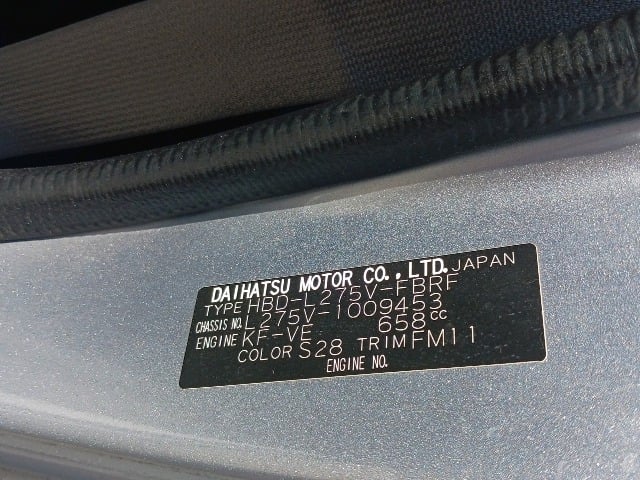 DAIHATSU MOTOR CO., LTD. JAPAN
TYPE HBD-L275V-FBRF
CHASSIS NO. L275V-1009453
ENGINE KF-VE 658cc
COLOR S28 TRIM FM11
ENGINE NO.